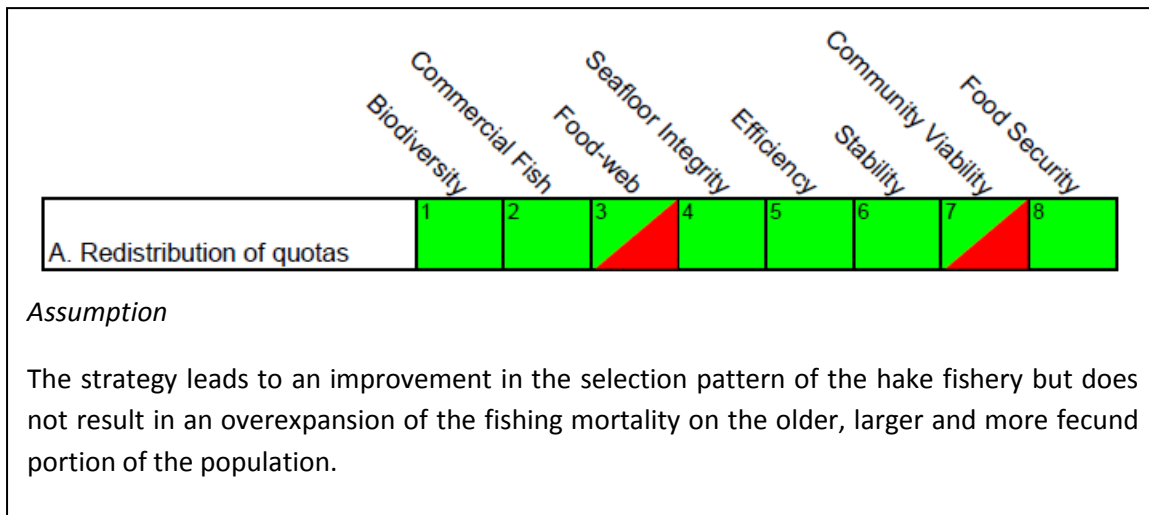 Biodiversity
Commercial Fish
Food-web
Seafloor Integrity
Efficiency
Stability
Community Viability
Food Security
A. Redistribution of quotas
1 2 3 4 5 6 7 8
Assumption
The strategy leads to an improvement in the selection pattern of the hake fishery but does
not result in an overexpansion of the fishing mortality on the older, larger and more fecund
portion of the population.